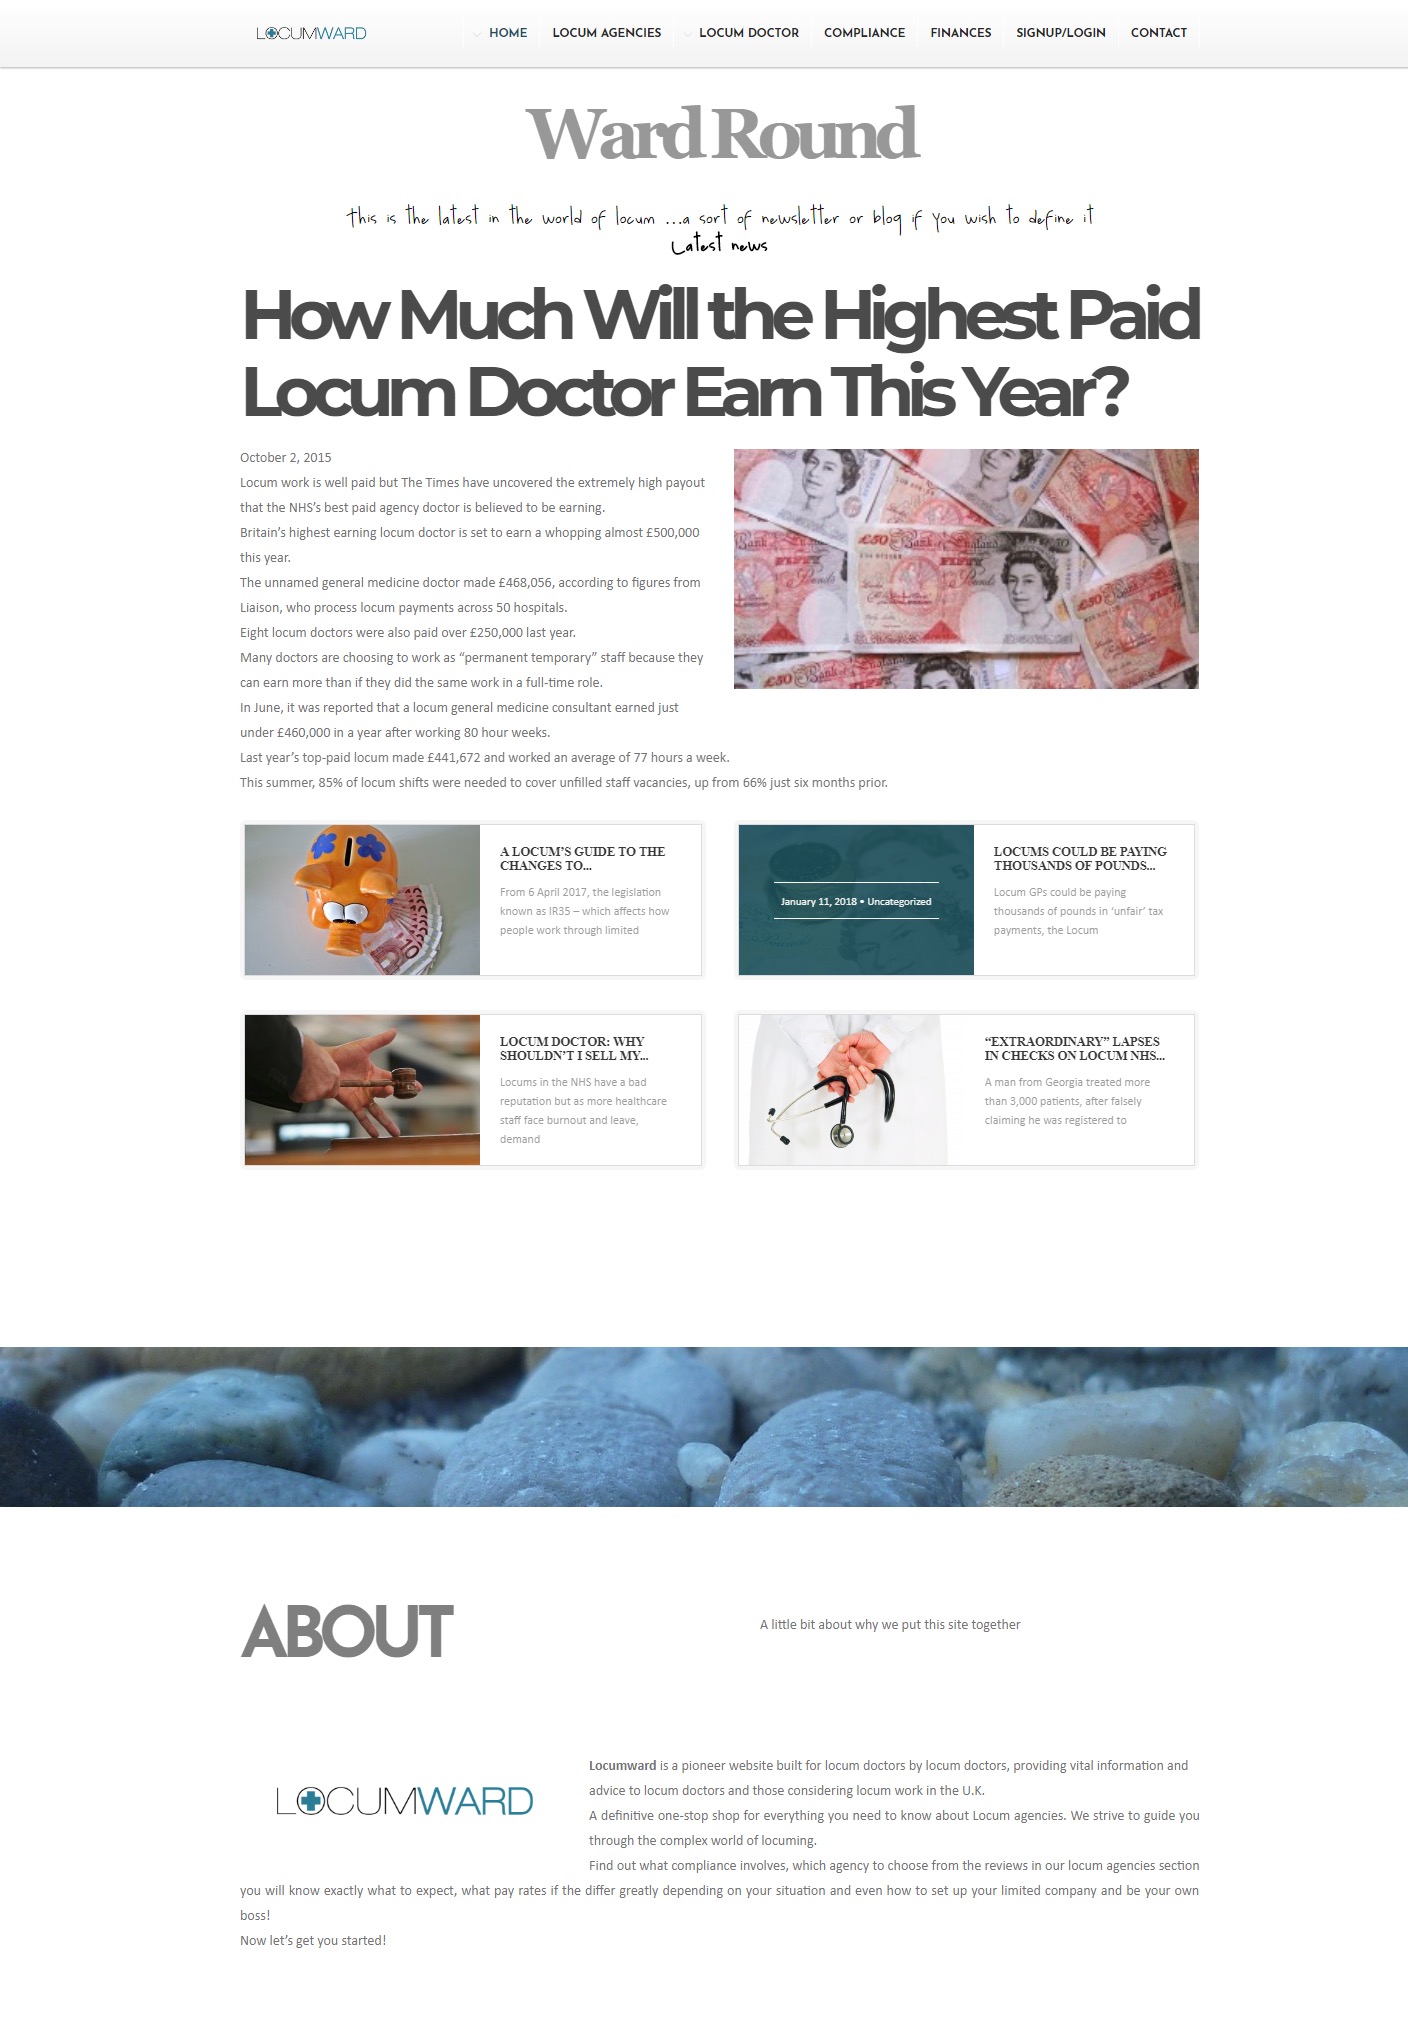 LOCUMWARD
HOME
LOCUM AGENCIES
LOCUM DOCTOR
COMPLIANCE
FINANCES
SIGNUP/LOGIN
CONTACT
Ward Round
This is the latest in the world of locum ...a sort of newsletter or blog if you wish to define it
Latest news
How Much Will the Highest Paid
Locum Doctor Earn This Year?
October 2, 2015
Locum work is well paid but The Times have uncovered the extremely high payout
that the NHS’s best paid agency doctor is believed to be earning.
Britain’s highest earning locum doctor is set to earn a whopping almost £500,000
this year.
The unnamed general medicine doctor made £468,056, according to figures from
Liaison, who process locum payments across 50 hospitals.
Eight locum doctors were also paid over £250,000 last year.
Many doctors are choosing to work as “permanent temporary” staff because they
can earn more than if they did the same work in a full-time role.
In June, it was reported that a locum general medicine consultant earned just
under £460,000 in a year after working 80 hour weeks.
Last year’s top-paid locum made £441,672 and worked an average of 77 hours a week.
This summer, 85% of locum shifts were needed to cover unfilled staff vacancies, up from 66% just six months prior.
A LOCUM’S GUIDE TO THE
CHANGES TO...
From 6 April 2017, the legislation
known as IR35 – which affects how
people work through limited
January 11, 2018 • Uncategorized
LOCUMS COULD BE PAYING
THOUSANDS OF POUNDS...
Locum GPs could be paying
thousands of pounds in ‘unfair’ tax
payments, the Locum
LOCUM DOCTOR: WHY
SHOULDN’T I SELL MY...
Locums in the NHS have a bad
reputation but as more healthcare
staff face burnout and leave,
demand
“EXTRAORDINARY” LAPSES
IN CHECKS ON LOCUM NHS...
A man from Georgia treated more
than 3,000 patients, after falsely
claiming he was registered to
ABOUT
A little bit about why we put this site together
LOCUMWARD
Locumward is a pioneer website built for locum doctors by locum doctors, providing vital information and
advice to locum doctors and those considering locum work in the U.K.
A definitive one-stop shop for everything you need to know about Locum agencies. We strive to guide you
through the complex world of locuming.
Find out what compliance involves, which agency to choose from the reviews in our locum agencies section
you will know exactly what to expect, what pay rates if the differ greatly depending on your situation and even how to set up your limited company and be your own
boss!
Now let’s get you started!